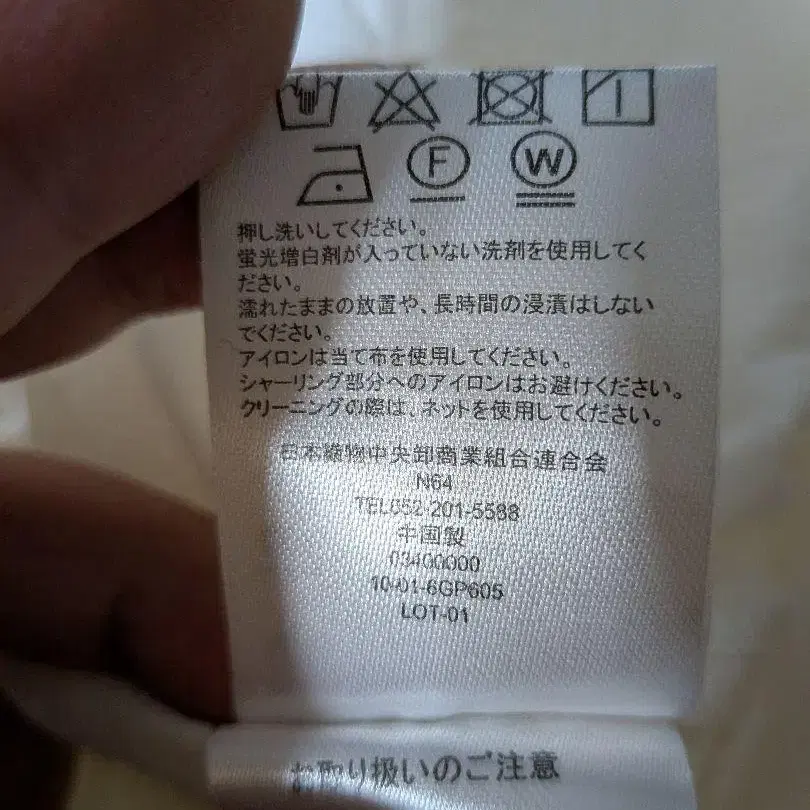 F W
押し洗いしてください。
蛍光増白剤が入っていない洗剤を使用してく
ださい。
濡れたままの放置や、長時間の浸漬はしない
でください。
アイロンは当て布を使用してください。
シャーリング部分へのアイロンはお避けください。
クリーニングの際は、ネットを使用してください。
日本織物中央卸商業組合連合会
N64
TEL052-201-5588
中国製
03400000
10-01-6GP605
LOT-01
お取り扱いのご注意